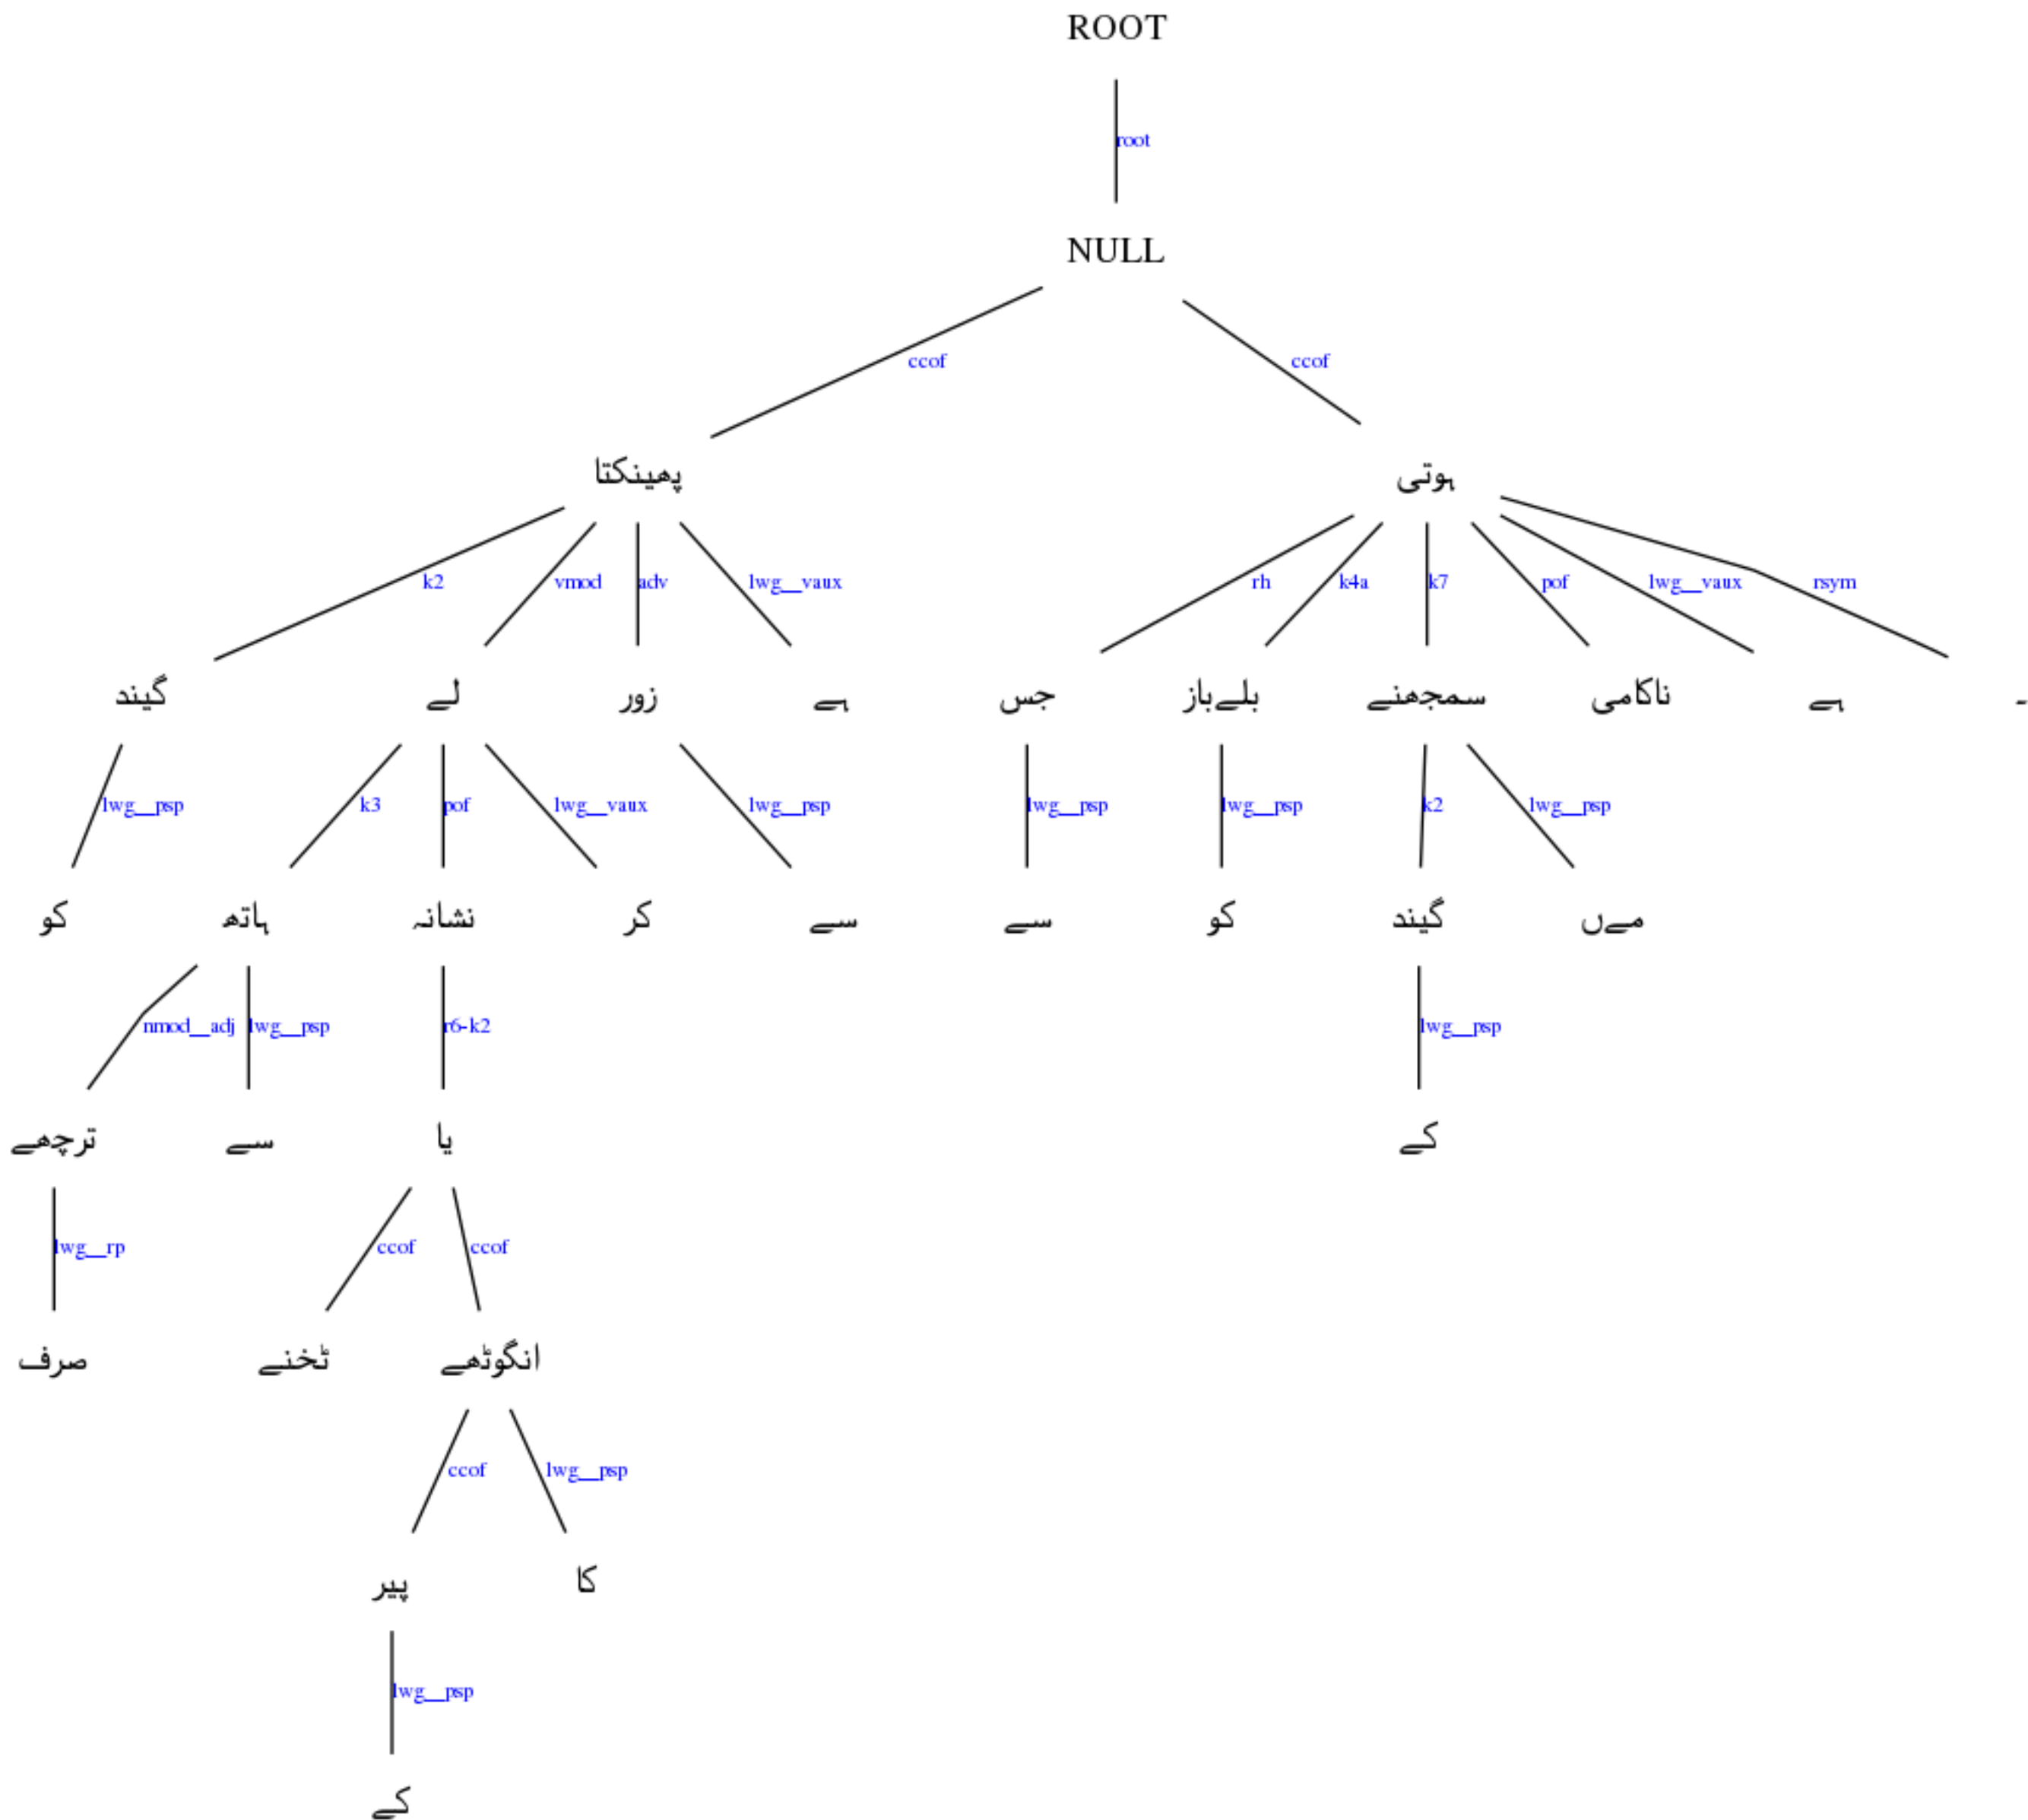 ROOT
root
NULL
ccof ccof
پھینکتا ہوتی
k2 vmod adv lwg__vaux rh k4a k7 pof lwg__vaux rsym
گیند لے زور ہے جس بلےباز سمجھنے ناکامی ہے ۔
lwg__psp k3 pof lwg__vaux lwg__psp lwg__psp lwg__psp k2 lwg__psp
کو ہاتھ نشانہ کر سے سے کو گیند مےں
nmod__adj lwg__psp r6-k2 lwg__psp
ترچھے سے یا کے
lwg__rp ccof ccof
صرف ٹخنے انگوٹھے
ccof lwg__psp
پیر کا
lwg__psp
کے